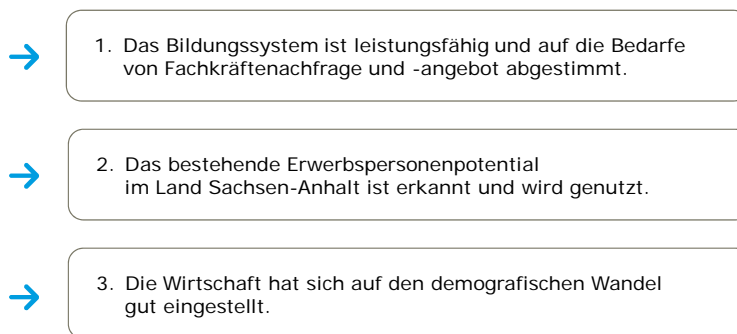 1. Das Bildungssystem ist leistungsfähig und auf die Bedarfe
von Fachkräftenachfrage und -angebot abgestimmt.
2. Das bestehende Erwerbspersonenpotential
im Land Sachsen-Anhalt ist erkannt und wird genutzt.
3. Die Wirtschaft hat sich auf den demografischen Wandel
gut eingestellt.